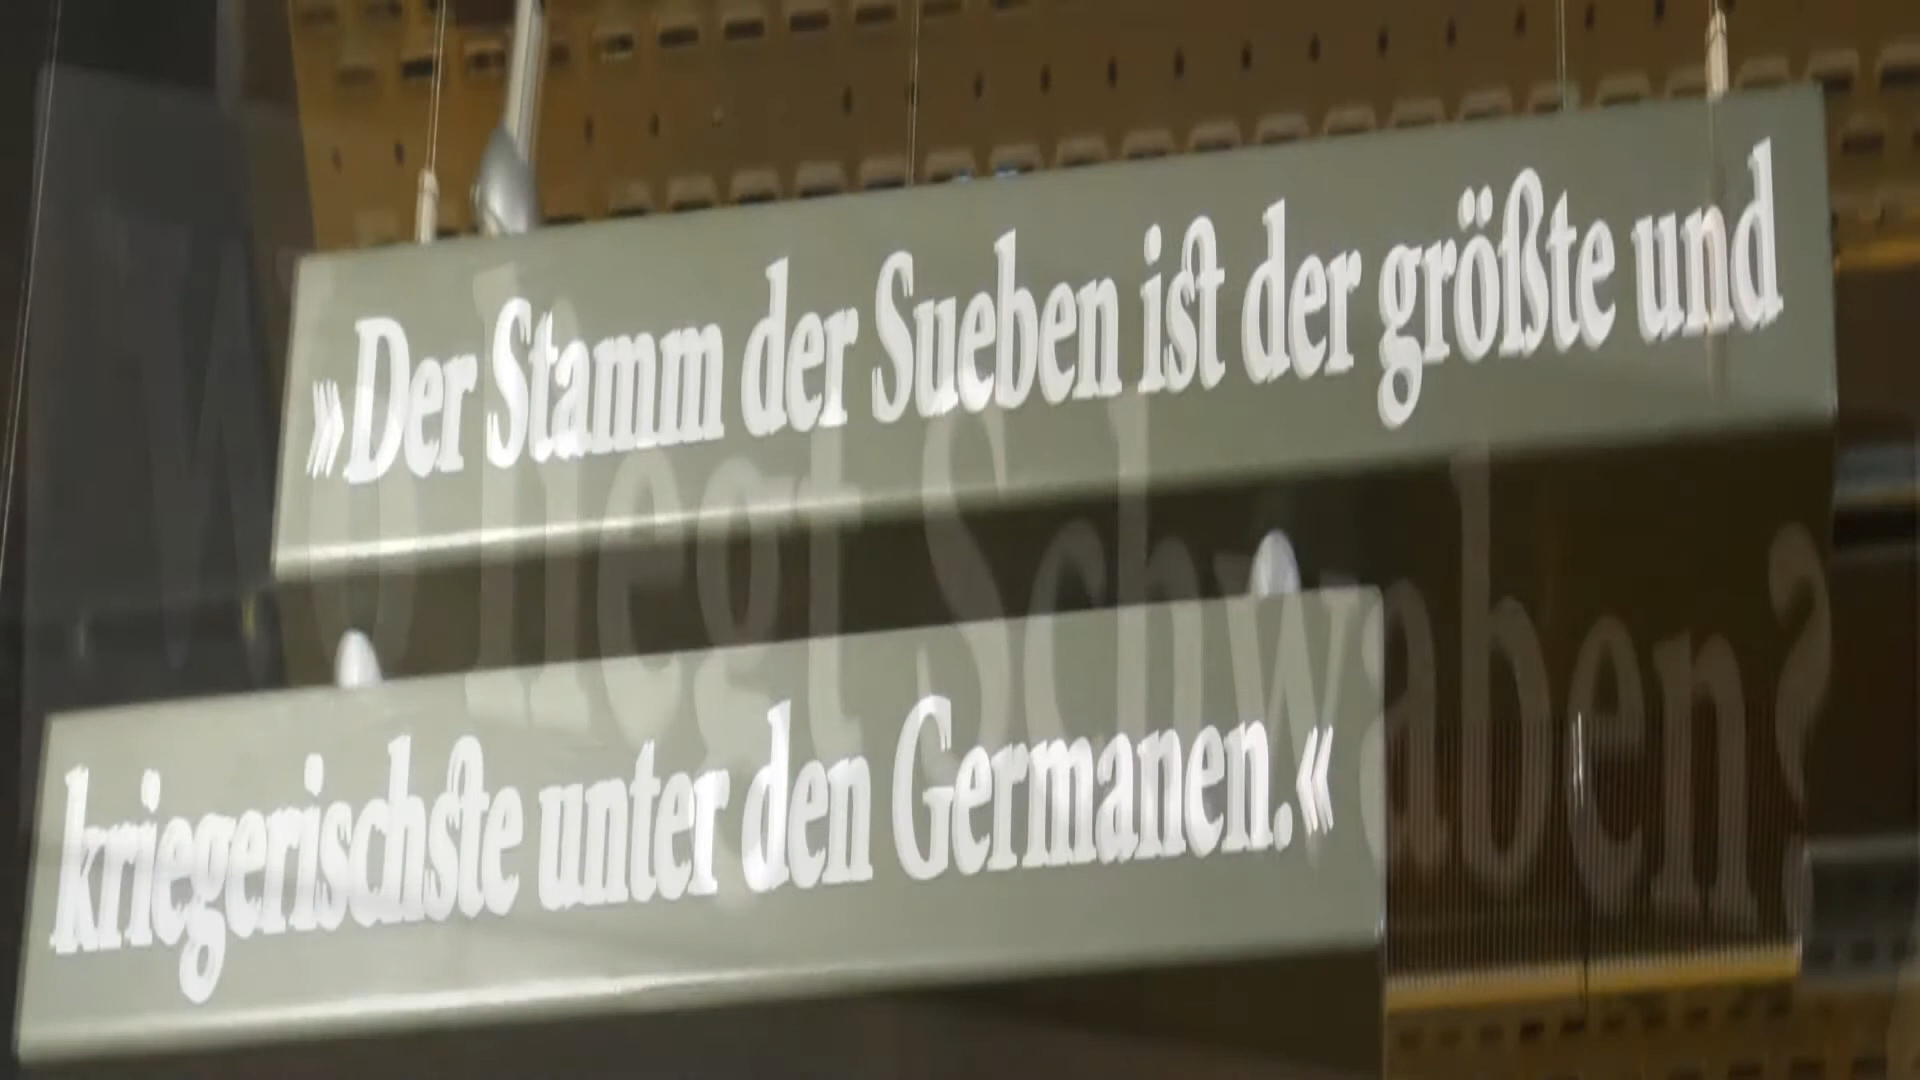 »Der Stamm der Sueben ist der größte und
kriegerischste unter den Germanen.«
Wo liegt Schwaben?